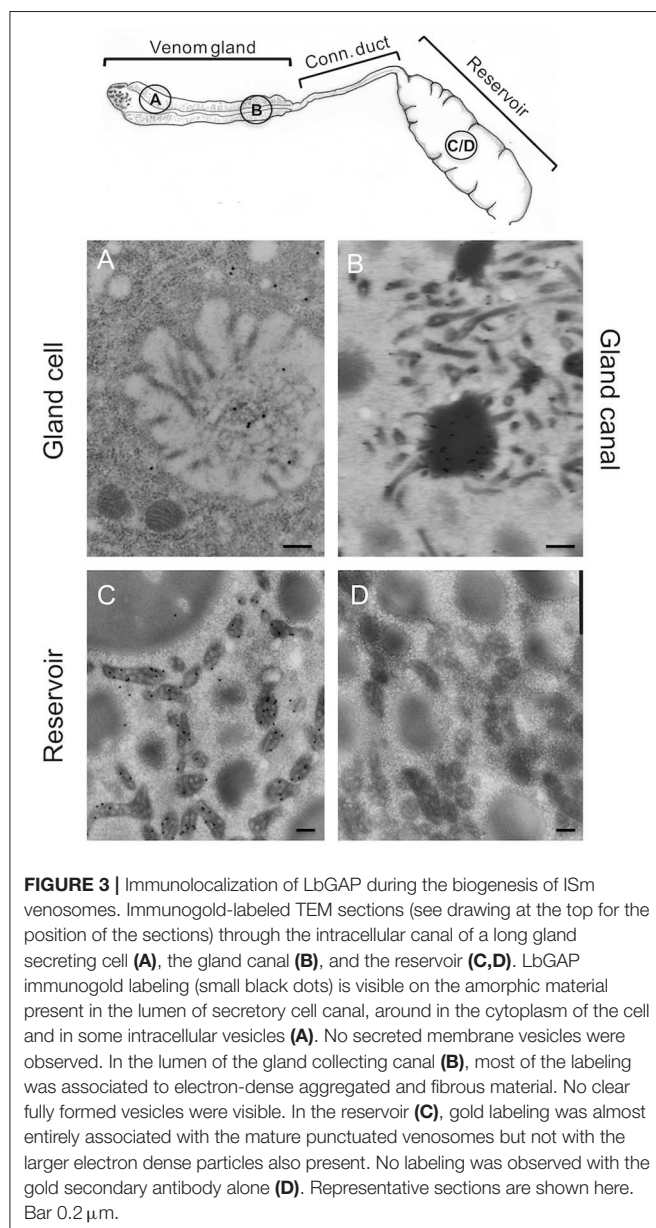 Venom gland
Conn. duct
Reservoir
A
B
C/D
A
B
Gland cell
Gland canal
C
D
Reservoir
FIGURE 3 | Immunolocalization of LbGAP during the biogenesis of ISm
venosomes. Immunogold-labeled TEM sections (see drawing at the top for the
position of the sections) through the intracellular canal of a long gland
secreting cell (A), the gland canal (B), and the reservoir (C,D). LbGAP
immunogold labeling (small black dots) is visible on the amorphic material
present in the lumen of secretory cell canal, around in the cytoplasm of the cell
and in some intracellular vesicles (A). No secreted membrane vesicles were
observed. In the lumen of the gland collecting canal (B), most of the labeling
was associated to electron-dense aggregated and fibrous material. No clear
fully formed vesicles were visible. In the reservoir (C), gold labeling was almost
entirely associated with the mature punctuated venosomes but not with the
larger electron dense particles also present. No labeling was observed with the
gold secondary antibody alone (D). Representative sections are shown here.
Bar 0.2 μm.